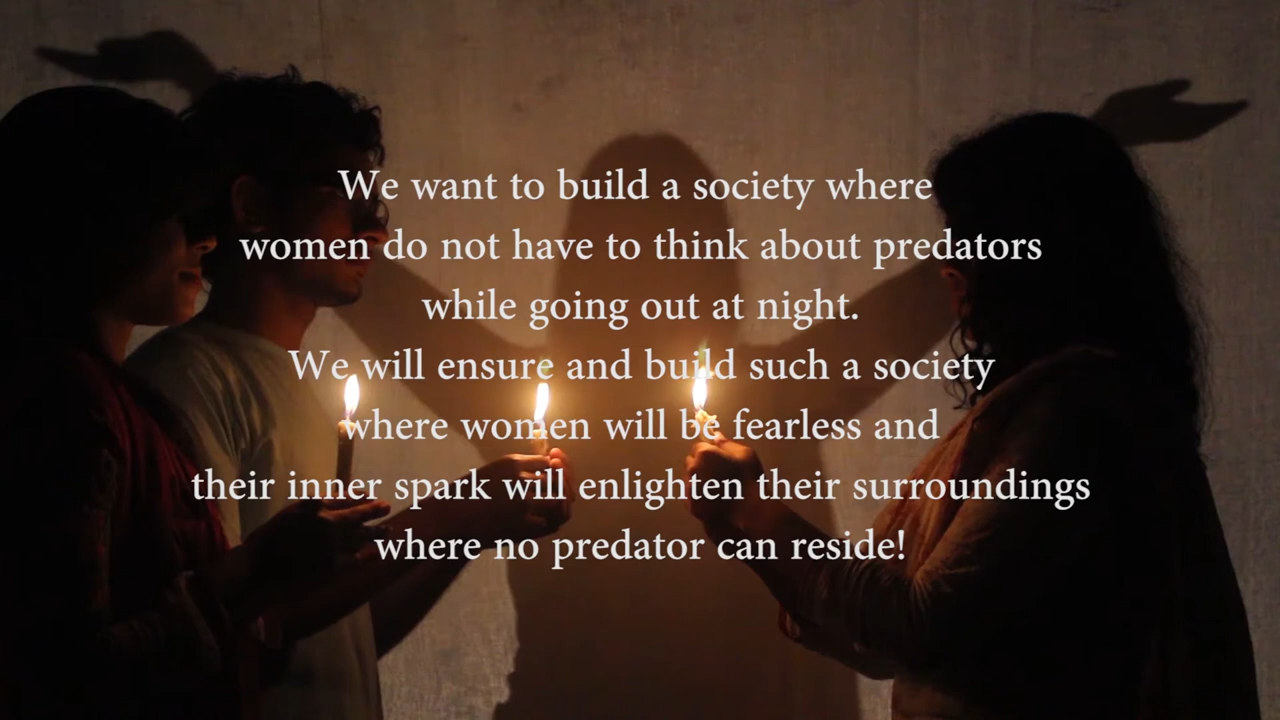 We want to build a society where
women do not have to think about predators
while going out at night.
We will ensure and build such a society
where women will be fearless and
their inner spark will enlighten their surroundings
where no predator can reside!